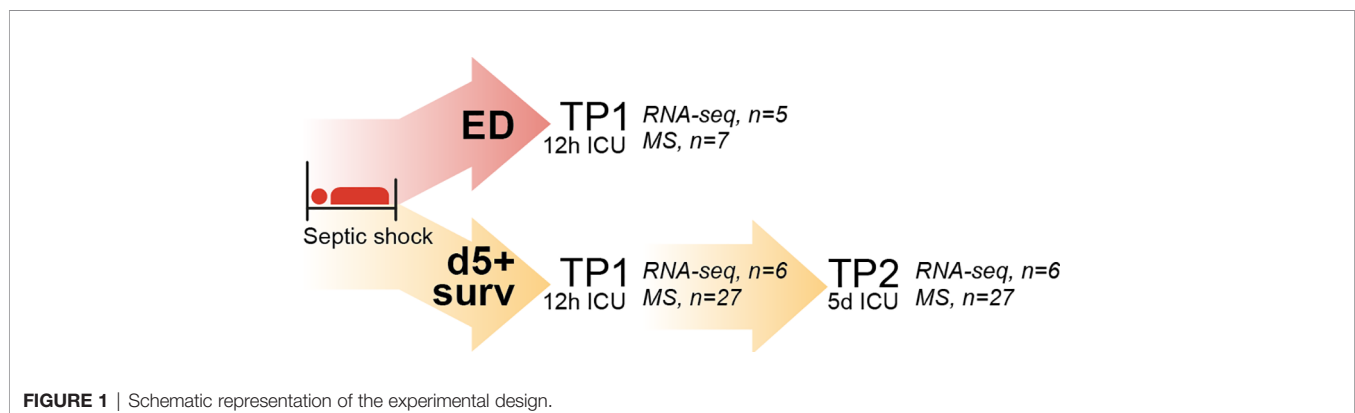 ED
TP1
12h ICU
RNA-seq, n=5
MS, n=7
Septic shock
d5+
surv
TP1
12h ICU
RNA-seq, n=6
MS, n=27
TP2
5d ICU
RNA-seq, n=6
MS, n=27
FIGURE 1 | Schematic representation of the experimental design.